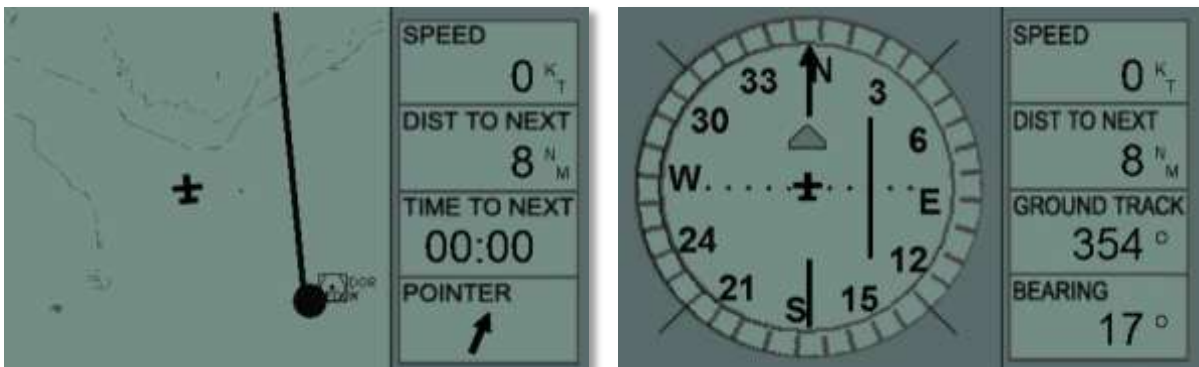 SPEED
0 KT
DIST TO NEXT
8 NM
TIME TO NEXT
00:00
POINTER
DOR
N
33
3
30
6
W
E
24
12
21
S
15
SPEED
0 KT
DIST TO NEXT
8 NM
GROUND TRACK
354 °
BEARING
17 °